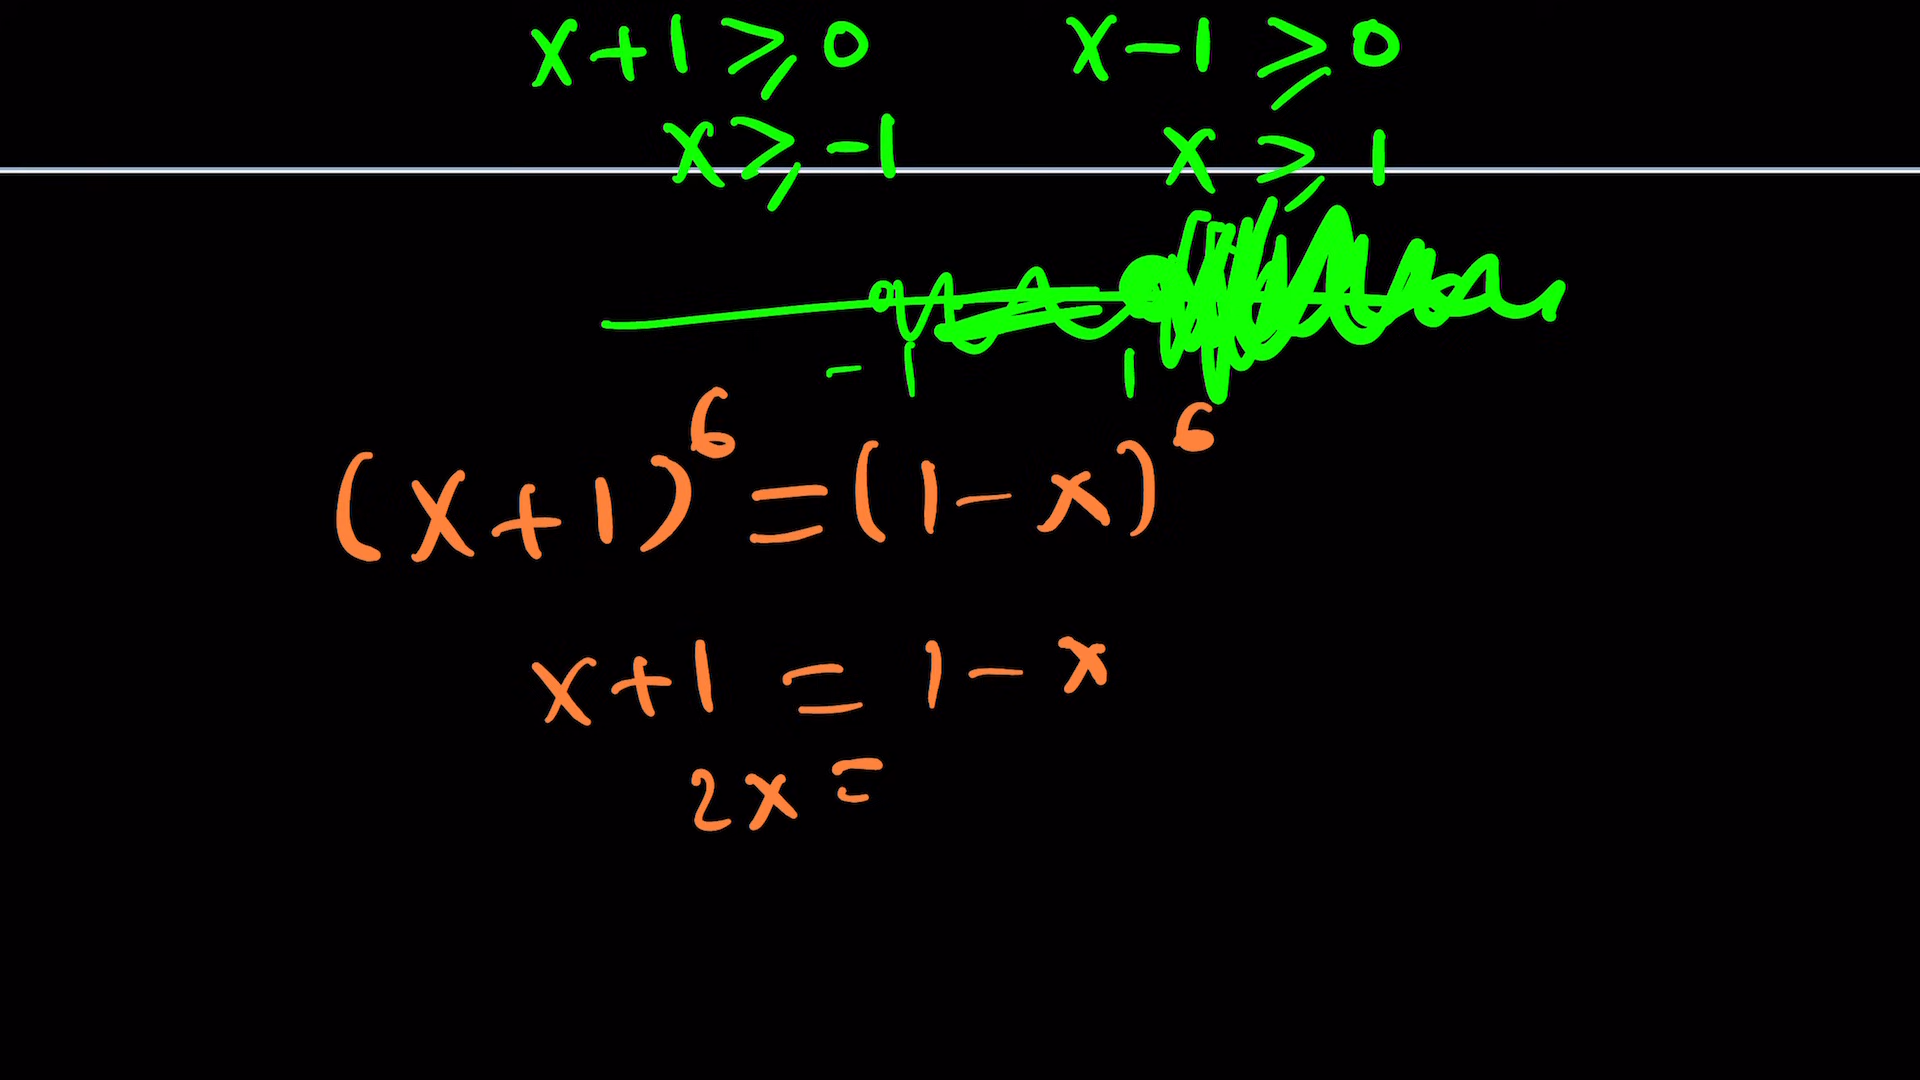 x+1≥0 x-1≥0
x≥-1 x≥1
-1 1
(x+1)^6=(1-x)^6
x+1=1-x
2x=